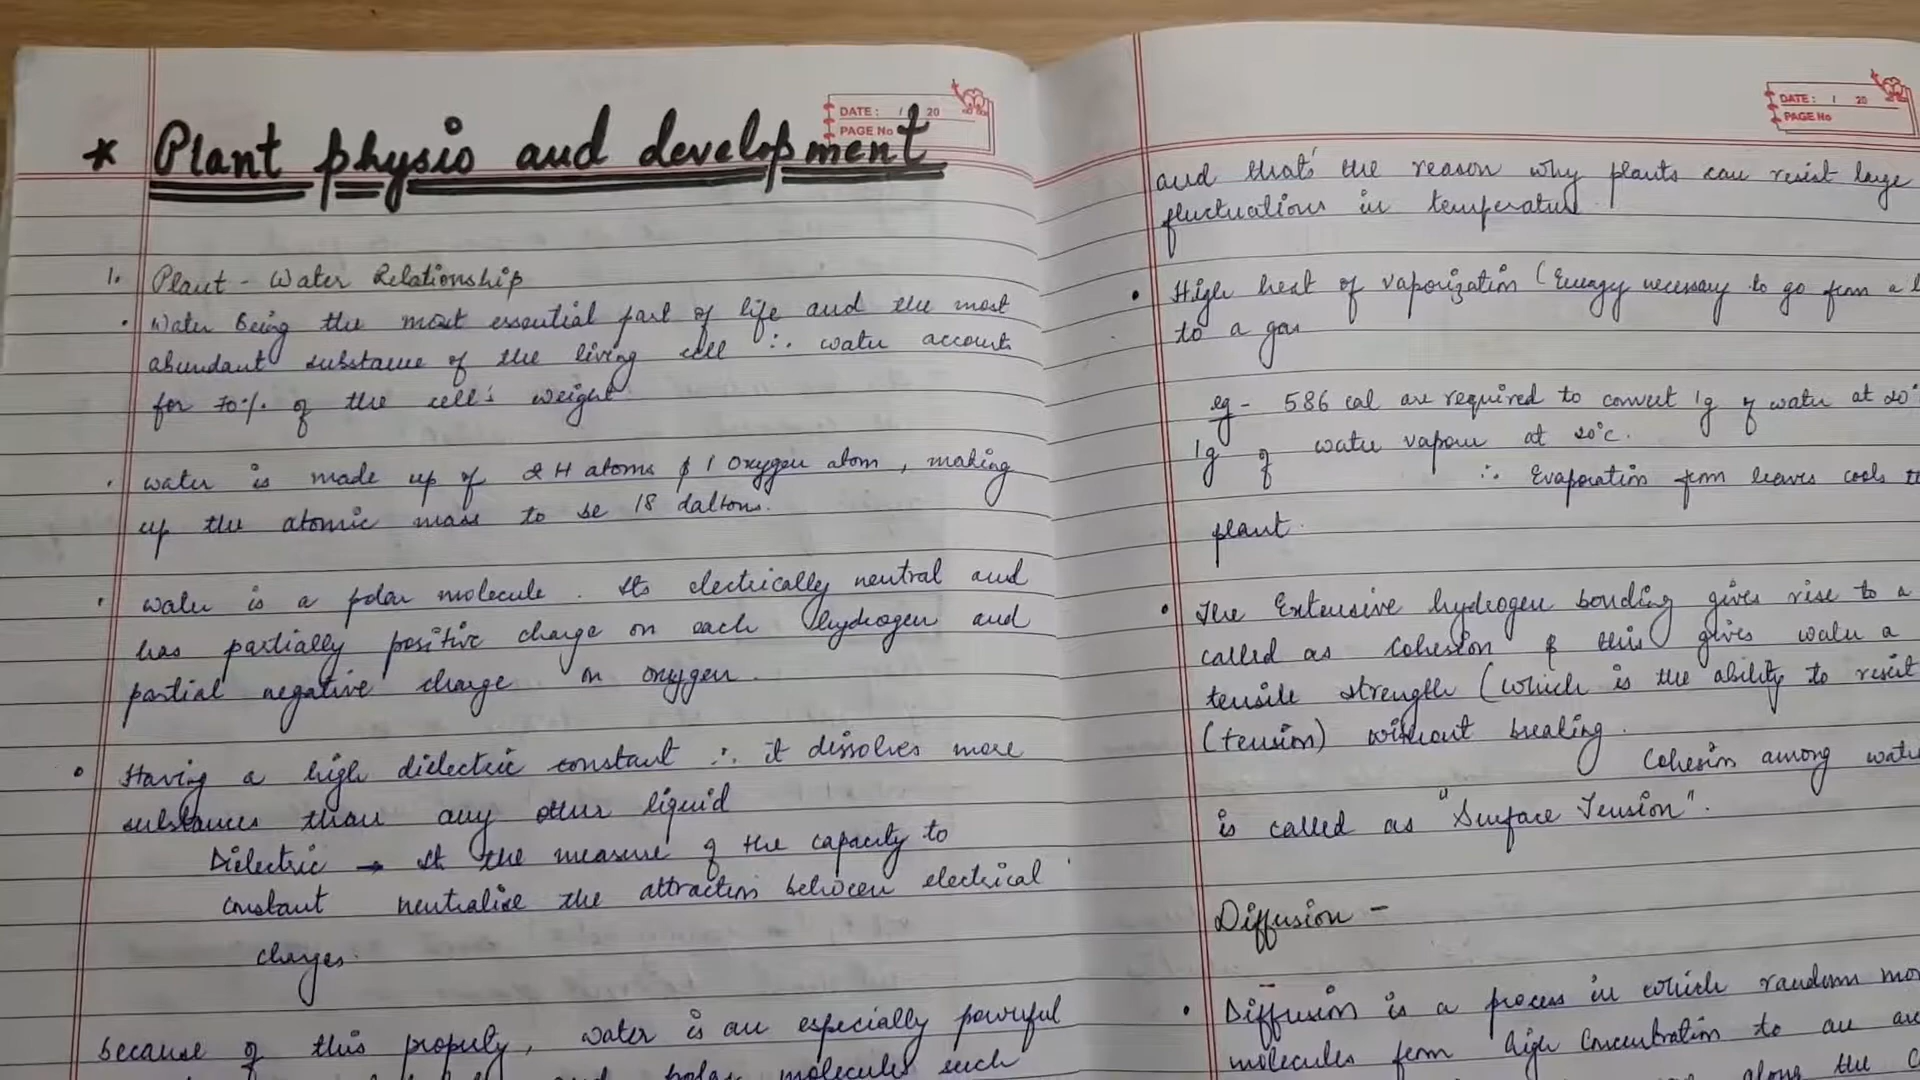 DATE: / 20
PAGE No
* Plant physio and development
1. Plant - Water Relationship
• Water Being the most essential part of life and the most
abundant substance of the living cell ∴ water accounts
for 70% of the cell's weight.
• water is made up of 2 H atoms & 1 Oxygen atom, making
up the atomic mass to be 18 daltons.
• water is a polar molecule. Its electrically neutral and
has partially positive charge on each hydrogen and
partial negative charge on oxygen.
• Having a high dielectric constant ∴ it dissolves more
substances than any other liquid
Dielectric → It the measure of the capacity to
constant neutralise the attraction between electrical
charges.
because of this property, water is an especially powerful
polar molecules such
DATE: / 20
PAGE No
and that's the reason why plants can resist large
fluctuations in temperature.
• High heat of vaporization (Energy necessary to go from a
to a gas
eg - 586 cal are required to convert 1g of water at 20°
1g of water vapour at 20°c.
∴ Evaporation from leaves cools
plant.
• The Extensive hydrogen bonding gives rise to a
called as Cohesion & this gives water a
tensile strength (which is the ability to resist
(tension) without breaking.
Cohesion among
is called as "Surface Tension".
Diffusion -
• Diffusion is a process in which random
molecules from high Concentration to an
along the